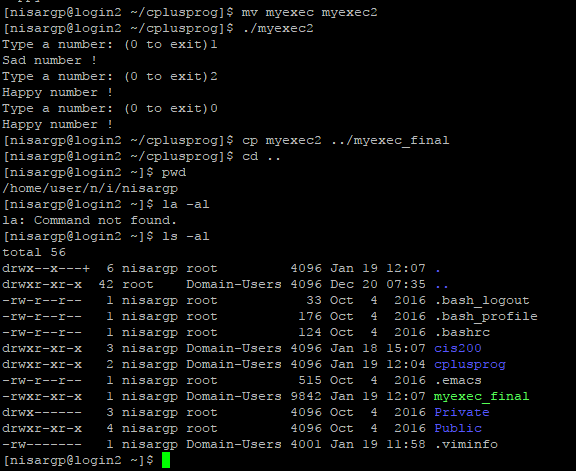 [nisargp@login2 ~/cplusprog]$ mv myexec myexec2
[nisargp@login2 ~/cplusprog]$ ./myexec2
Type a number: (0 to exit)1
Sad number !
Type a number: (0 to exit)2
Happy number !
Type a number: (0 to exit)0
Happy number !
[nisargp@login2 ~/cplusprog]$ cp myexec2 ../myexec_final
[nisargp@login2 ~/cplusprog]$ cd ..
[nisargp@login2 ~]$ pwd
/home/user/n/i/nisargp
[nisargp@login2 ~]$ la -al
la: Command not found.
[nisargp@login2 ~]$ ls -al
total 56
drwx--x---+  6 nisargp root         4096 Jan 19 12:07 .
drwxr-xr-x  42 root    Domain-Users 4096 Dec 20 07:35 ..
-rw-r--r--   1 nisargp root           33 Oct  4  2016 .bash_logout
-rw-r--r--   1 nisargp root          176 Oct  4  2016 .bash_profile
-rw-r--r--   1 nisargp root          124 Oct  4  2016 .bashrc
drwxr-xr-x   3 nisargp Domain-Users 4096 Jan 18 15:07 cis200
drwxr-xr-x   2 nisargp Domain-Users 4096 Jan 19 12:04 cplusprog
-rw-r--r--   1 nisargp root          515 Oct  4  2016 .emacs
-rwxr-xr-x   1 nisargp Domain-Users 9842 Jan 19 12:07 myexec_final
drwx------   3 nisargp root         4096 Oct  4  2016 Private
drwxr-xr-x   4 nisargp root         4096 Oct  4  2016 Public
-rw-------   1 nisargp Domain-Users 4001 Jan 19 11:58 .viminfo
[nisargp@login2 ~]$